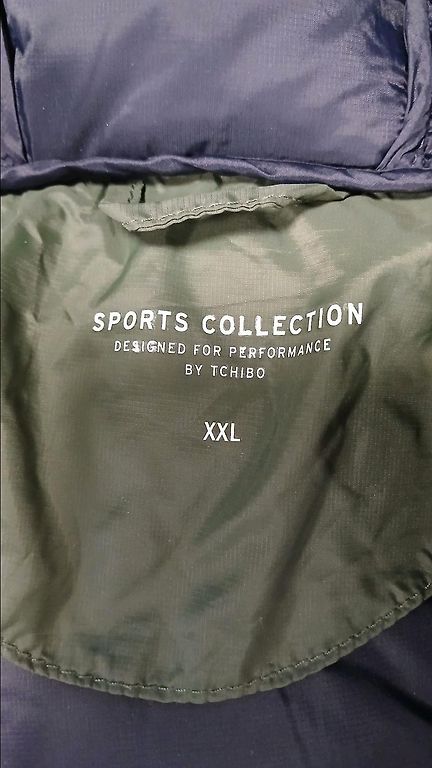 SPORTS COLLECTION
DESIGNED FOR PERFORMANCE
BY TCHIBO
XXL